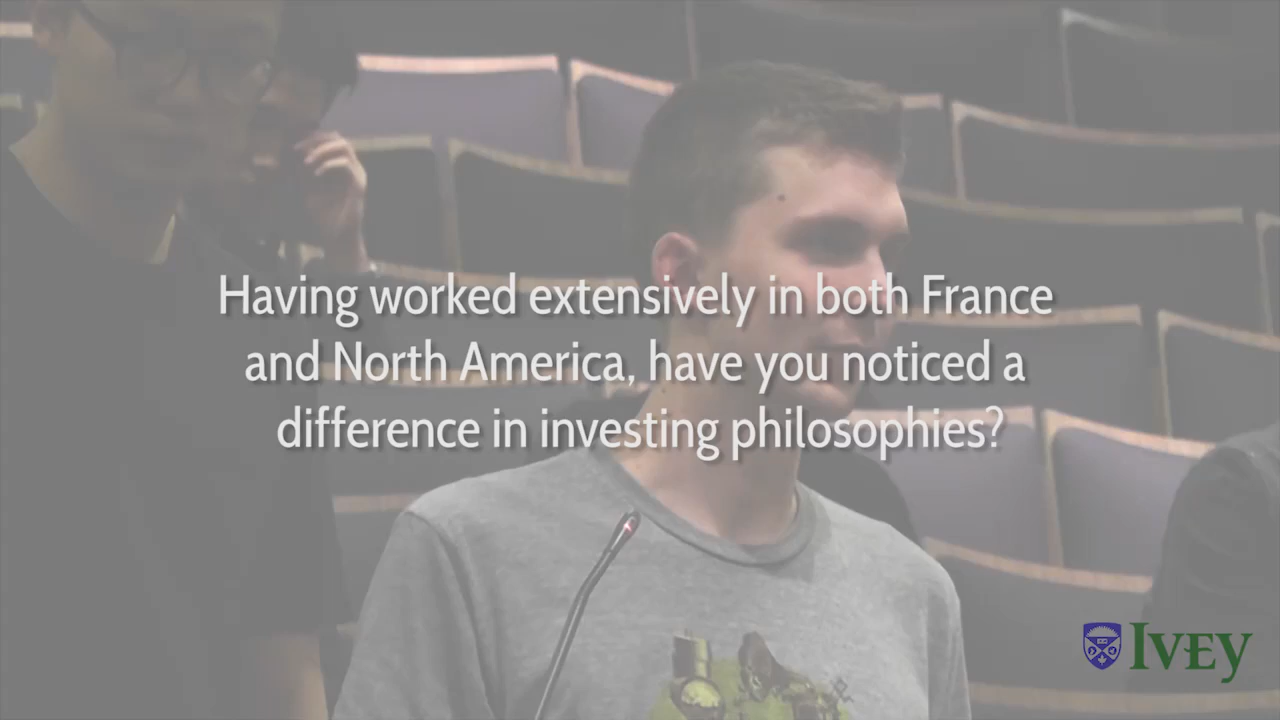 Having worked extensively in both France
and North America, have you noticed a
difference in investing philosophies?
IVEY